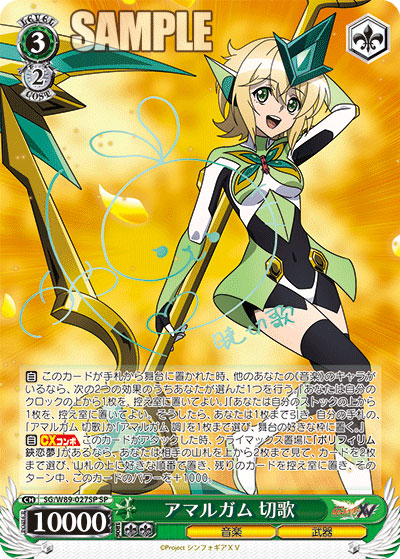 LEVEL
3
SAMPLE
2
COST
暁 切歌
自 このカードが手札から舞台に置かれた時、他のあなたの《音楽》のキャラが
いるなら、次の2つの効果のうちあなたが選んだ1つを行う。『あなたは自分の
クロックの上から1枚を、控え室に置いてよい。』『あなたは自分のストックの上から
1枚を、控え室に置いてよい。そうしたら、あなたは1枚まで引き、自分の手札の、
「アマルガム 切歌」か「アマルガム 調」を1枚まで選び、舞台の好きな枠に置く。』
自 CXコンボ このカードがアタックした時、クライマックス置場に「ポリフィリム
鋏恋夢」があるなら、あなたは相手の山札を上から2枚まで見て、カードを2
枚まで選び、山札の上に好きな順番で置き、残りのカードを控え室に置き、その
ターン中、このカードのパワーを+1000。
CH SG/W89-027SP SP
10000
アマルガム 切歌
音楽
武器
©Project シンフォギアXV